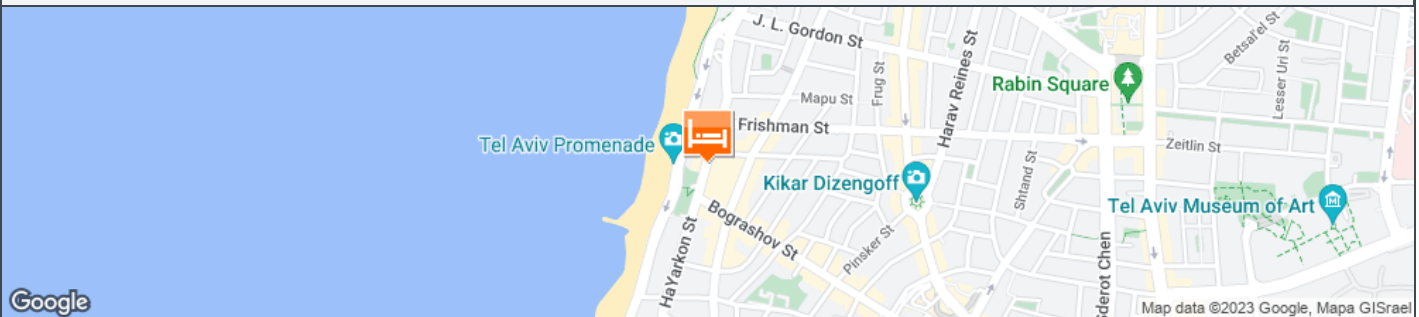 J. L. Gordon St
Betsal'el St
Lesser Uri St
Frug St
Harav Reines St
Rabin Square
Mapu St
Frishman St
Tel Aviv Promenade
Zeitlin St
Kikar Dizengoff
Shtand St
Tel Aviv Museum of Art
Bograshov St
HaYarkon St
Pinsker St
Sderot Chen
Google
Map data ©2023 Google, Mapa GISrael